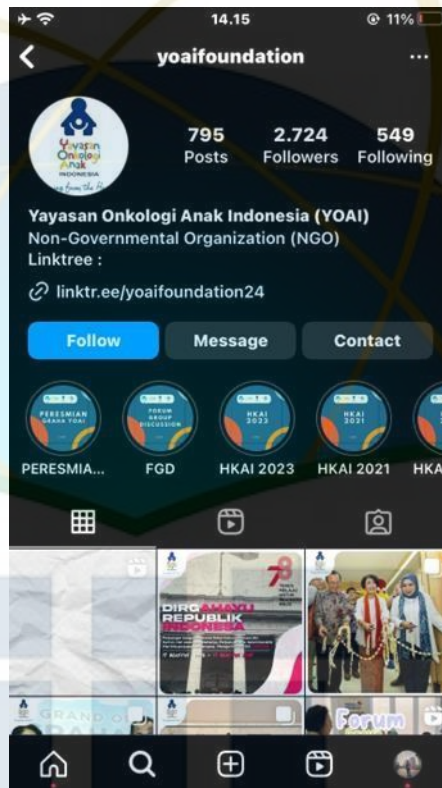 14.15
11%
yoaifoundation
Yayasan
Onkologi
Anak
INDONESIA
795 2.724 549
Posts Followers Following
Yayasan Onkologi Anak Indonesia (YOAI)
Non-Governmental Organization (NGO)
Linktree :
linktr.ee/yoaifoundation24
Follow Message Contact
PERESMIAN
GRAHA YOAI
FORUM
GROUP
DISCUSSION
HKAI
2023
HKAI
2021
PERESMIA... FGD HKAI 2023 HKAI 2021 HKA
78
DIRGAHAYU
REPUBLIK
INDONESIA
GRAND O
Forum